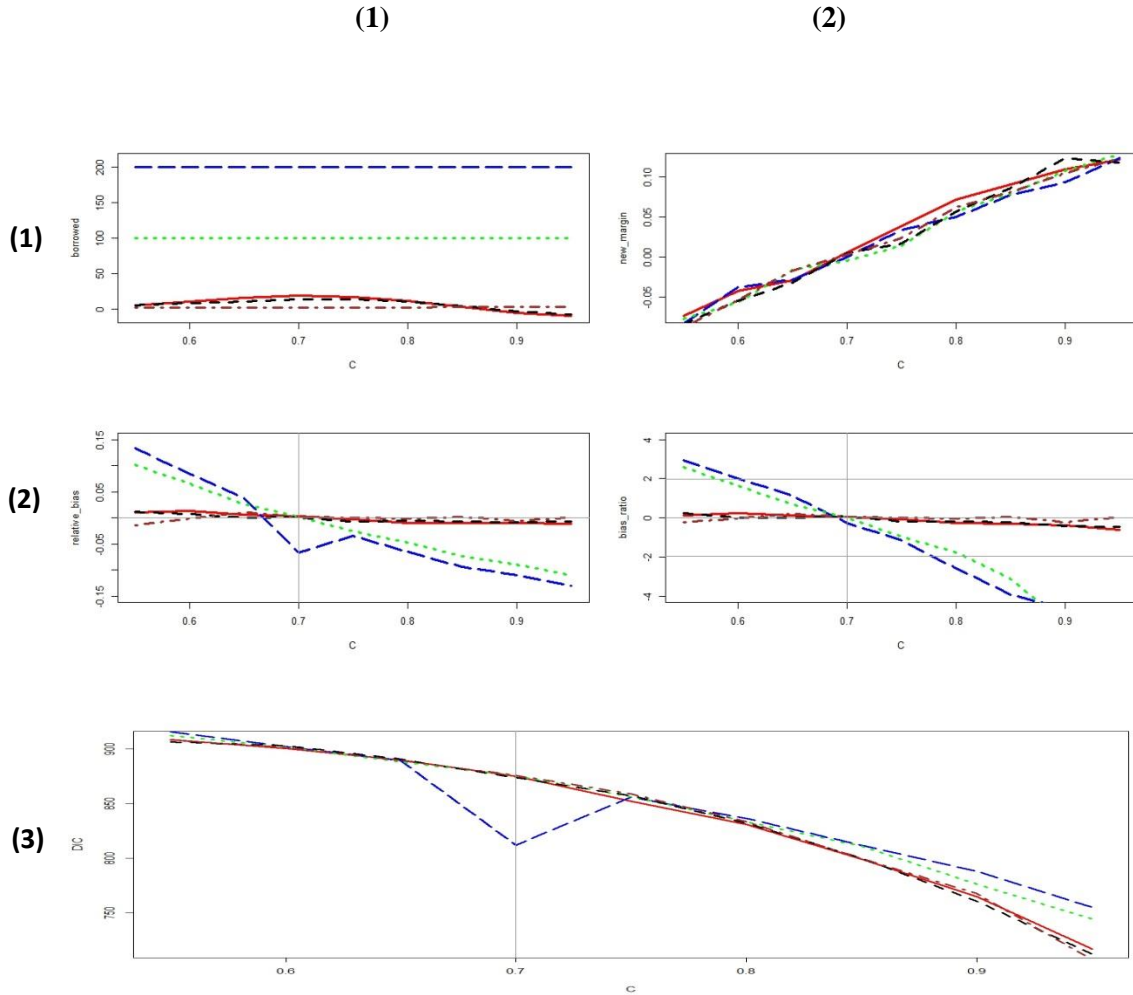 (1) (2)
(1)
borrowed
200
150
100
50
0
0.6 0.7 0.8 0.9
C
new_margin
0.10
0.05
0.00
-0.05
0.6 0.7 0.8 0.9
C
(2)
relative_bias
0.15
0.05
-0.05
-0.15
0.6 0.7 0.8 0.9
C
bias_ratio
4
2
0
-2
-4
0.6 0.7 0.8 0.9
C
(3)
DIC
900
850
800
750
0.6 0.7 0.8 0.9
C